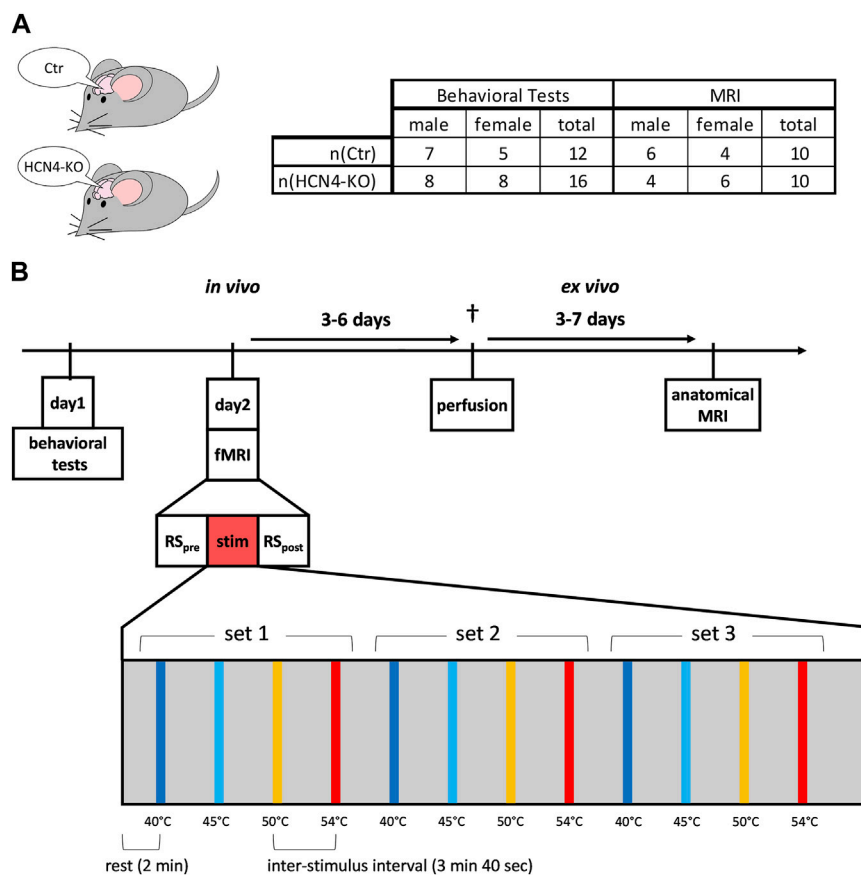 A
Ctr
HCN4-KO
Behavioral Tests MRI
male female total male female total
n(Ctr) 7 5 12 6 4 10
n(HCN4-KO) 8 8 16 4 6 10
B
in vivo ex vivo
3-6 days † 3-7 days
day1 day2 perfusion anatomical
MRI
behavioral
tests
fMRI
RSpre stim RSpost
set 1 set 2 set 3
40°C 45°C 50°C 54°C 40°C 45°C 50°C 54°C 40°C 45°C 50°C 54°C
rest (2 min) inter-stimulus interval (3 min 40 sec)